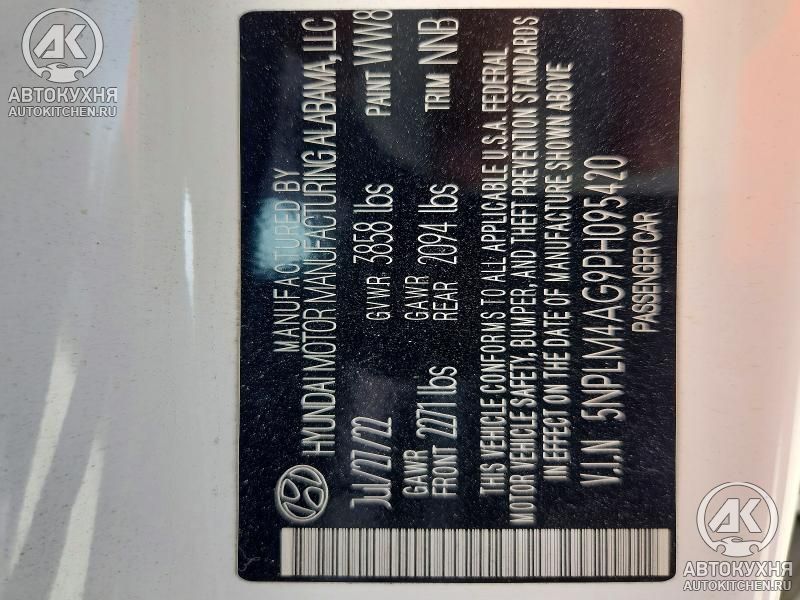 MANUFACTURED BY
HYUNDAI MOTOR MANUFACTURING ALABAMA, LLC
Jul/27/22 GVWR 3858 lbs PAINT WW8
GAWR FRONT 2271 lbs GAWR REAR 2094 lbs TRIM NNB
THIS VEHICLE CONFORMS TO ALL APPLICABLE U.S.A. FEDERAL
MOTOR VEHICLE SAFETY, BUMPER, AND THEFT PREVENTION STANDARDS
IN EFFECT ON THE DATE OF MANUFACTURE SHOWN ABOVE
V.I.N 5NPLM4AG9PH095420
PASSENGER CAR
АК
АВТОКУХНЯ
AUTOKITCHEN.RU
АК
АВТОКУХНЯ
AUTOKITCHEN.RU